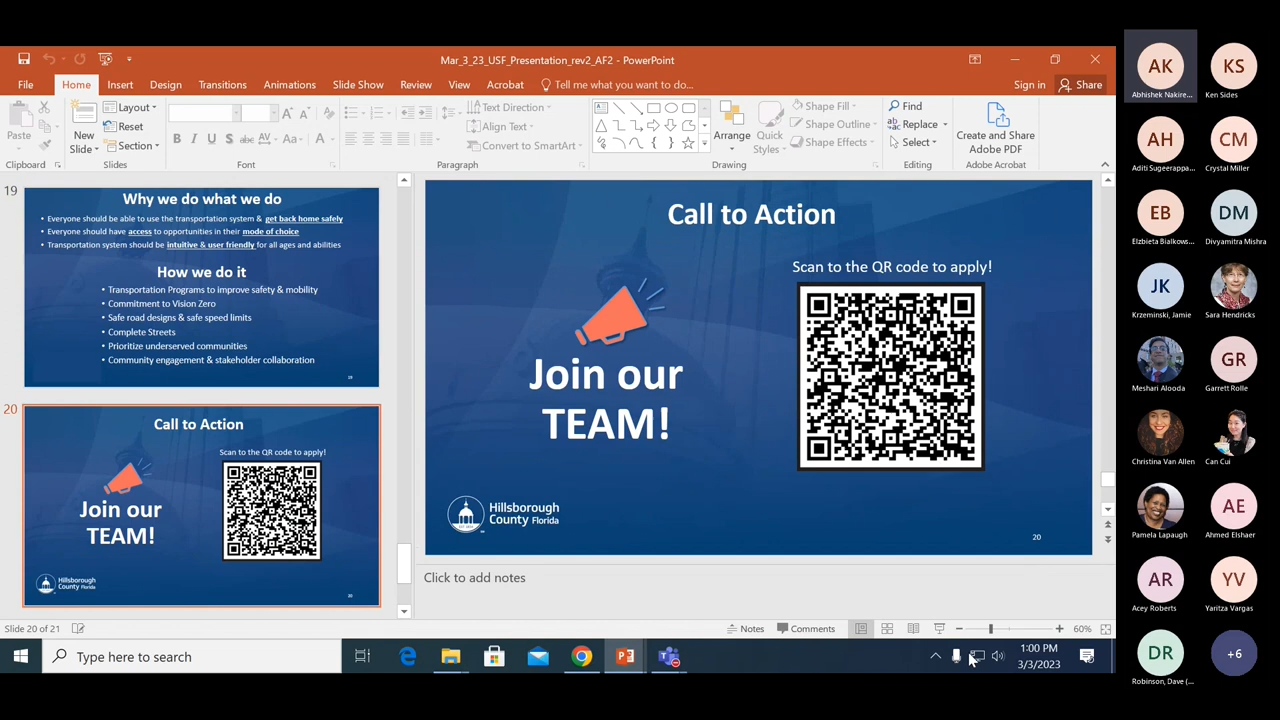 Mar_3_23_USF_Presentation_rev2_AF2 - PowerPoint
File Home Insert Design Transitions Animations Slide Show Review View Acrobat Tell me what you want to do... Sign in Share
Paste
Clipboard
New
Slide
Layout
Reset
Section
Slides
B I U S abc AV Aa A
Font
Text Direction
Align Text
Convert to SmartArt
Paragraph
Arrange
Quick
Styles
Shape Fill
Shape Outline
Shape Effects
Drawing
Find
Replace
Select
Editing
Create and Share
Adobe PDF
Adobe Acrobat
19
Why we do what we do
• Everyone should be able to use the transportation system & get back home safely
• Everyone should have access to opportunities in their mode of choice
• Transportation system should be intuitive & user friendly for all ages and abilities
How we do it
• Transportation Programs to improve safety & mobility
• Commitment to Vision Zero
• Safe road designs & safe speed limits
• Complete Streets
• Prioritize underserved communities
• Community engagement & stakeholder collaboration
19
20
Call to Action
Scan to the QR code to apply!
Join our
TEAM!
Hillsborough
County Florida
20
Call to Action
Scan to the QR code to apply!
Join our
TEAM!
Hillsborough
County Florida
20
Click to add notes
Slide 20 of 21
Notes Comments 60%
Type here to search
1:00 PM
3/3/2023
AK KS
Abhishek Nakire... Ken Sides
AH CM
Aditi Sugeerappa... Crystal Miller
EB DM
Elzbieta Bialkows... Divyamitra Mishra
JK
Krzeminski, Jamie Sara Hendricks
GR
Meshari Alooda Garrett Rolle
Christina Van Allen Can Cui
AE
Pamela Lapaugh Ahmed Elshaer
AR YV
Acey Roberts Yaritza Vargas
DR +6
Robinson, Dave (...